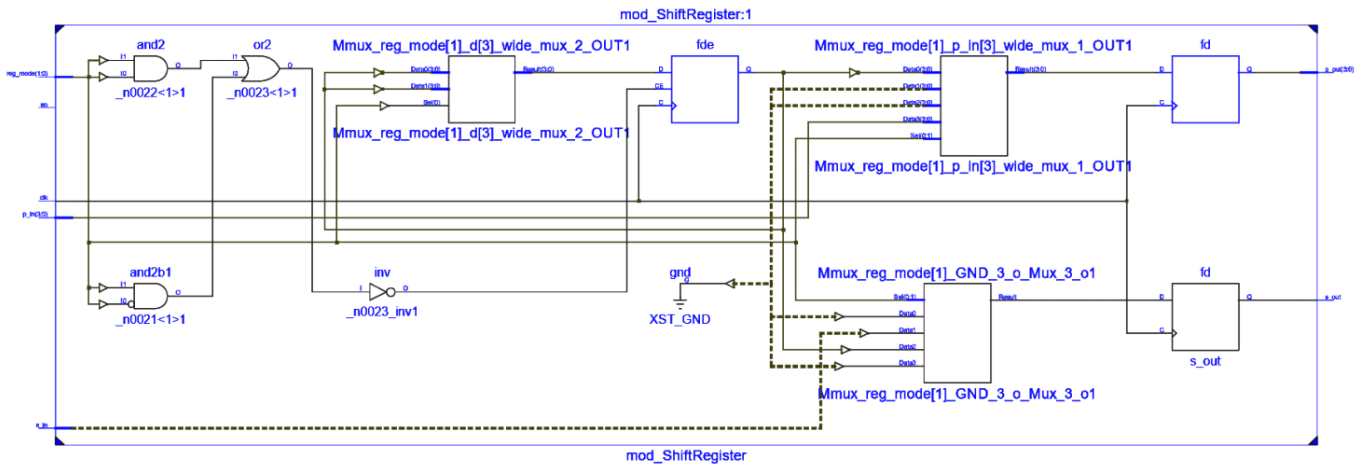 mod_ShiftRegister:1
and2
or2
Mmux_reg_mode[1]_d[3]_wide_mux_2_OUT1
fde
Mmux_reg_mode[1]_p_in[3]_wide_mux_1_OUT1
fd
I1
I0
O
I1
I0
O
Data0(3:0)
Data1(3:0)
Sel(0)
Result(3:0)
D
CE
C
Q
Data0(3:0)
Data1(3:0)
Data2(3:0)
Data3(3:0)
Sel(0:1)
Result(3:0)
D
C
Q
reg_mode(1:0)
_n0022<1>1
_n0023<1>1
Mmux_reg_mode[1]_d[3]_wide_mux_2_OUT1
Mmux_reg_mode[1]_p_in[3]_wide_mux_1_OUT1
clk
p_in(3:0)
and2b1
inv
gnd
Mmux_reg_mode[1]_GND_3_o_Mux_3_o1
fd
I1
I0
O
I
O
G
Sel(0:1)
Data0
Data1
Data2
Data3
Result
D
C
Q
s_out
_n0021<1>1
_n0023_inv1
XST_GND
s_out
Mmux_reg_mode[1]_GND_3_o_Mux_3_o1
mod_ShiftRegister